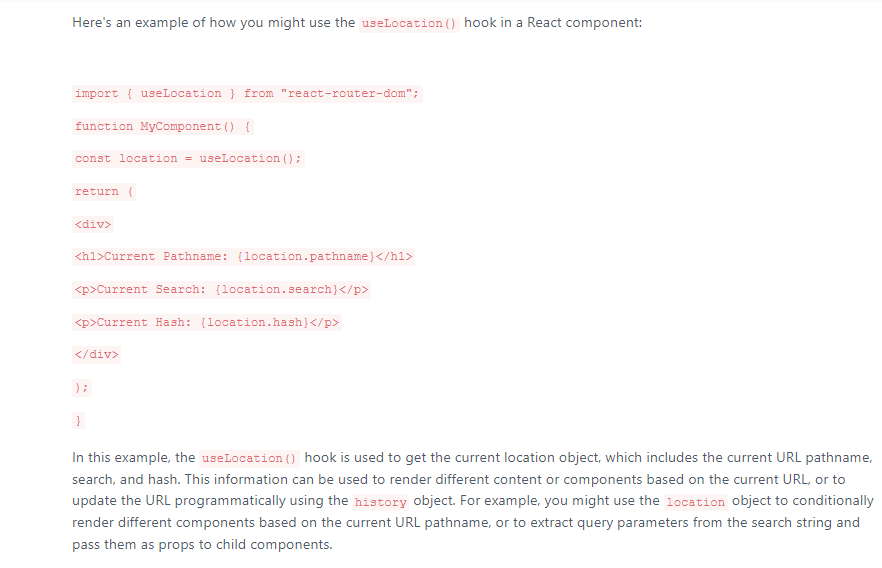 Here's an example of how you might use the useLocation() hook in a React component:
import { useLocation } from "react-router-dom";
function MyComponent() {
const location = useLocation();
return (
<div>
<h1>Current Pathname: {location.pathname}</h1>
<p>Current Search: {location.search}</p>
<p>Current Hash: {location.hash}</p>
</div>
);
}
In this example, the useLocation() hook is used to get the current location object, which includes the current URL pathname,
search, and hash. This information can be used to render different content or components based on the current URL, or to
update the URL programmatically using the history object. For example, you might use the location object to conditionally
render different components based on the current URL pathname, or to extract query parameters from the search string and
pass them as props to child components.